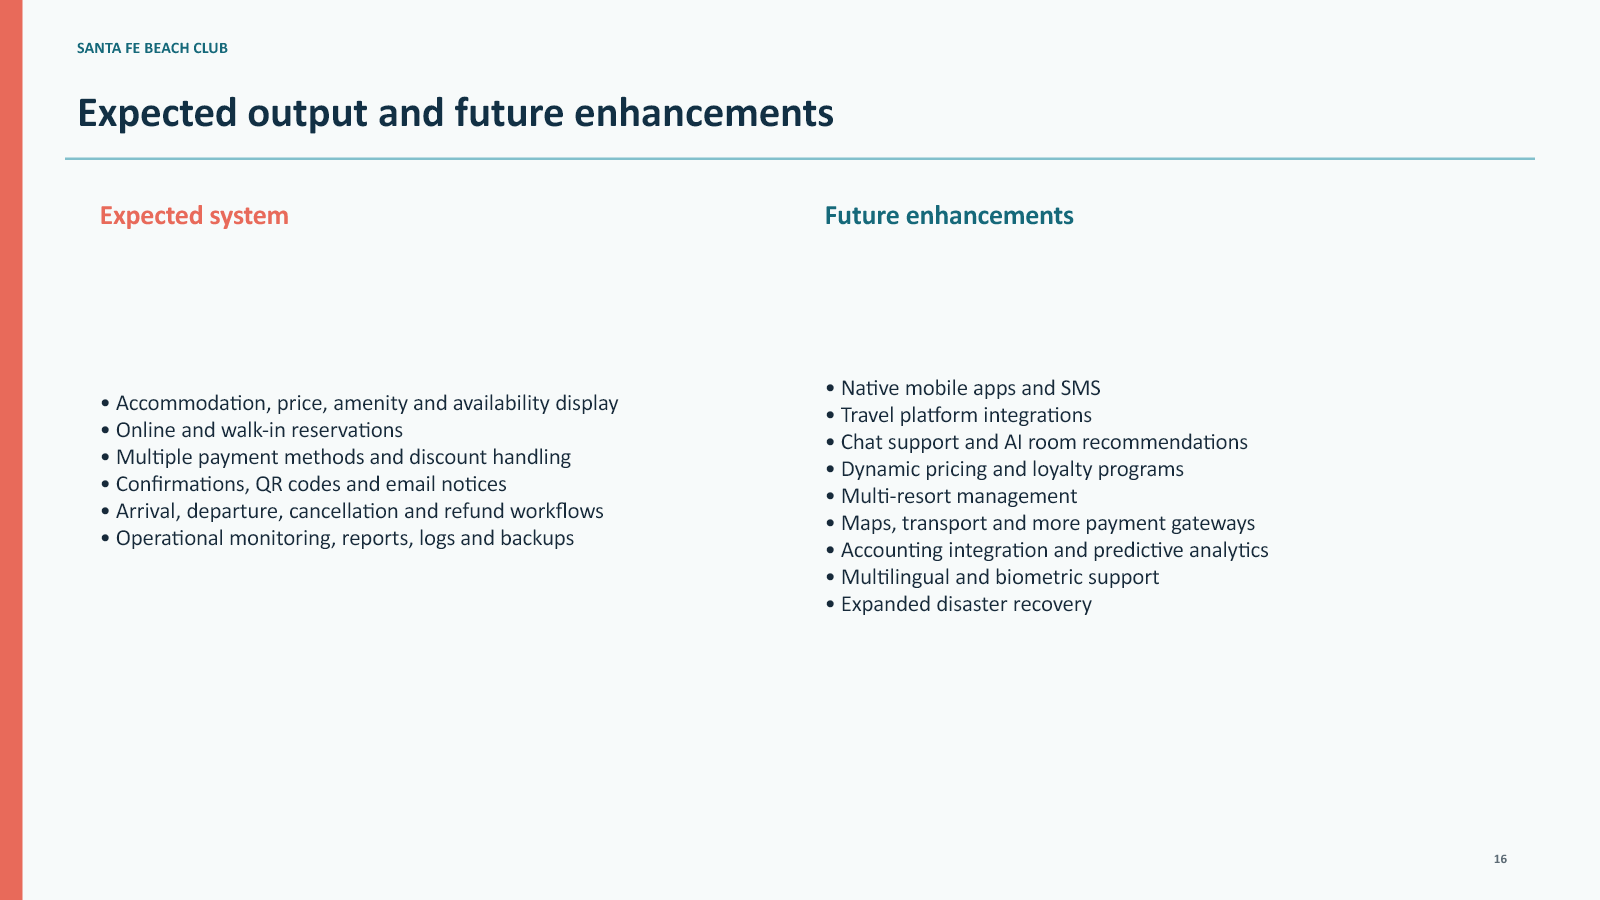 SANTA FE BEACH CLUB
Expected output and future enhancements
Expected system
• Accommodation, price, amenity and availability display
• Online and walk-in reservations
• Multiple payment methods and discount handling
• Confirmations, QR codes and email notices
• Arrival, departure, cancellation and refund workflows
• Operational monitoring, reports, logs and backups
Future enhancements
• Native mobile apps and SMS
• Travel platform integrations
• Chat support and AI room recommendations
• Dynamic pricing and loyalty programs
• Multi-resort management
• Maps, transport and more payment gateways
• Accounting integration and predictive analytics
• Multilingual and biometric support
• Expanded disaster recovery
16